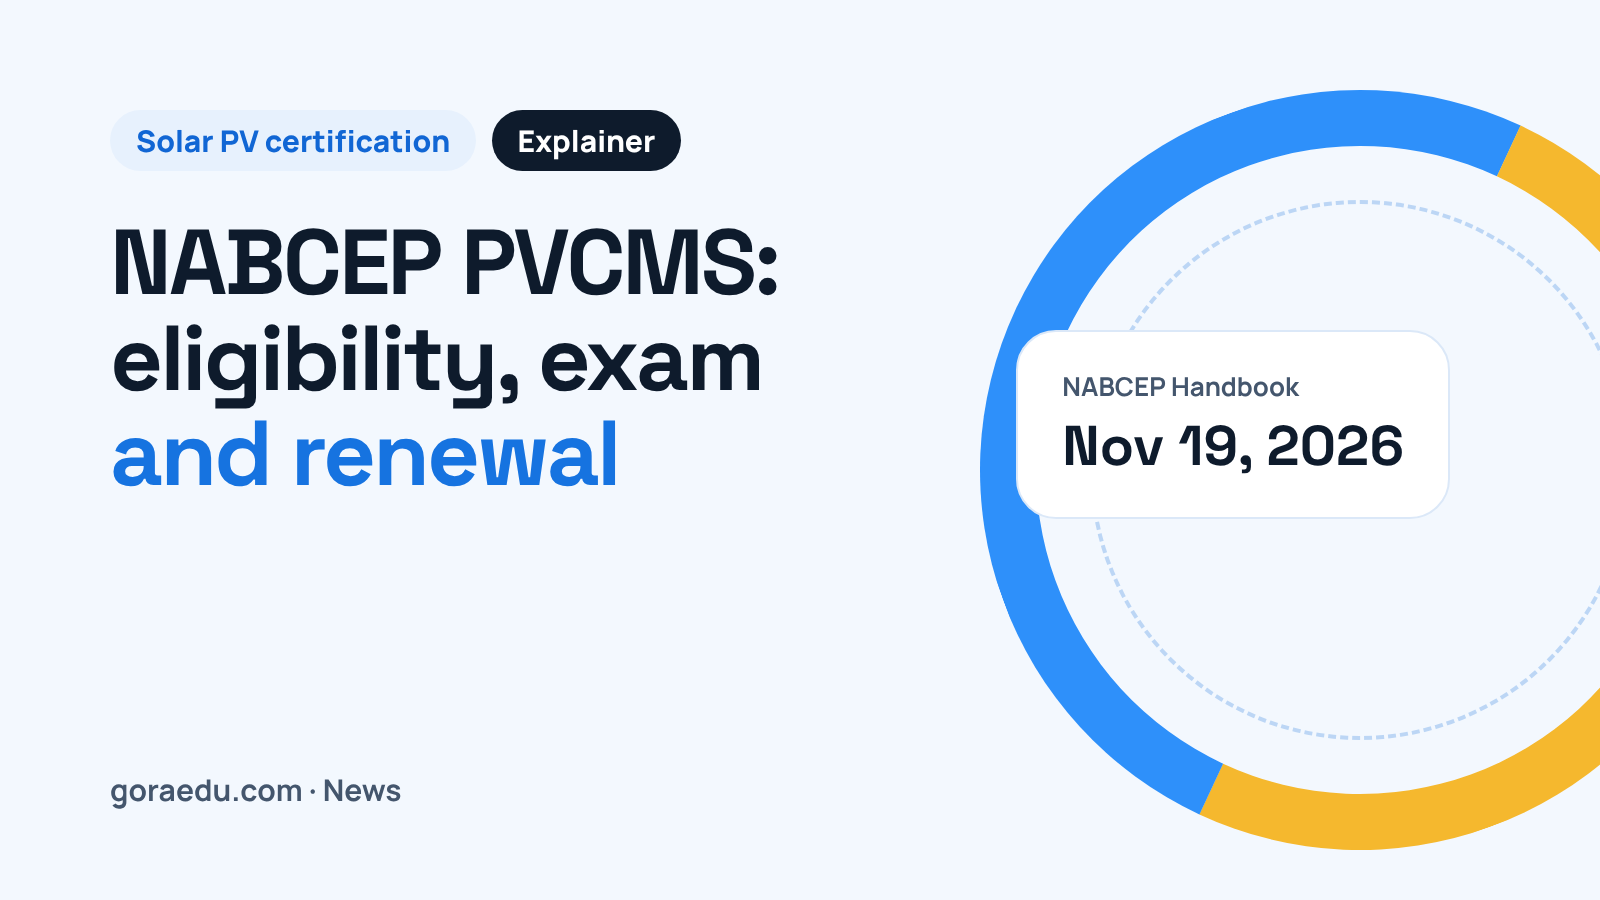 Solar PV certification
Explainer
NABCEP PVCMS:
eligibility, exam
and renewal
NABCEP Handbook
Nov 19, 2026
goraedu.com · News